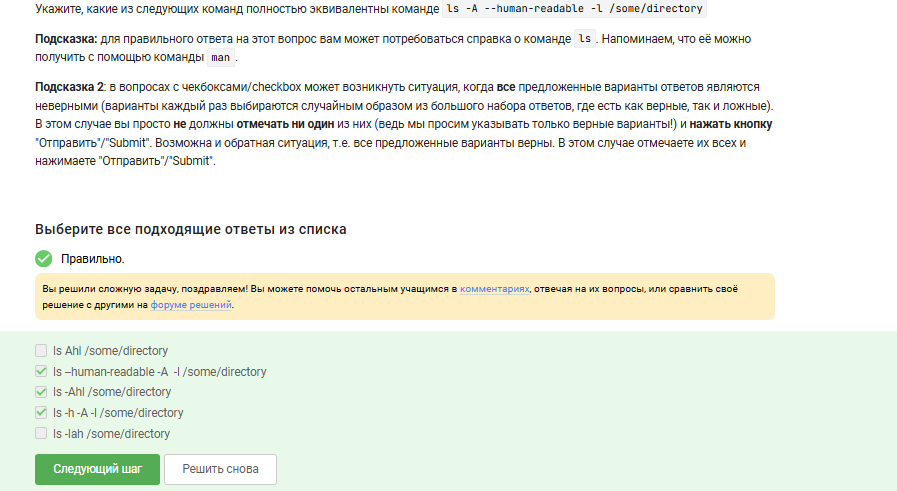 Укажите, какие из следующих команд полностью эквивалентны команде ls -A --human-readable -l /some/directory
Подсказка: для правильного ответа на этот вопрос вам может потребоваться справка о команде ls. Напоминаем, что её можно
получить с помощью команды man.
Подсказка 2: в вопросах с чекбоксами/checkbox может возникнуть ситуация, когда все предложенные варианты ответов являются
неверными (варианты каждый раз выбираются случайным образом из большого набора ответов, где есть как верные, так и ложные).
В этом случае вы просто не должны отмечать ни один из них (ведь мы просим указывать только верные варианты!) и нажать кнопку
"Отправить"/"Submit". Возможна и обратная ситуация, т.е. все предложенные варианты верны. В этом случае отмечаете их всех и
нажимаете "Отправить"/"Submit".
Выберите все подходящие ответы из списка
Правильно.
Вы решили сложную задачу, поздравляем! Вы можете помочь остальным учащимся в комментариях, отвечая на их вопросы, или сравнить своё
решение с другими на форуме решений.
ls Ahl /some/directory
ls –human-readable -A -l /some/directory
ls -Ahl /some/directory
ls -h -A -l /some/directory
ls -lah /some/directory
Следующий шаг Решить снова